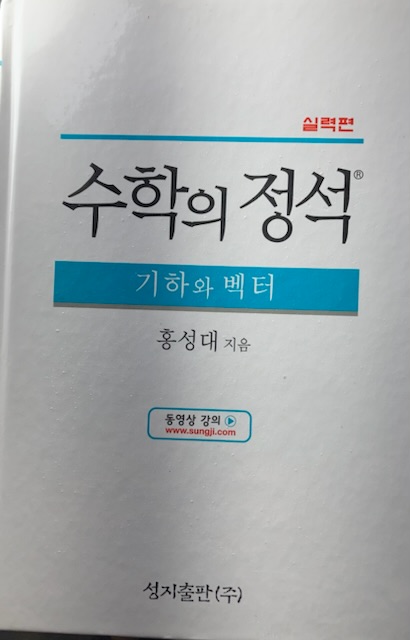 실력편
수학의 정석®
기하와 벡터
홍성대 지음
동영상 강의
www.sungji.com
성지출판(주)